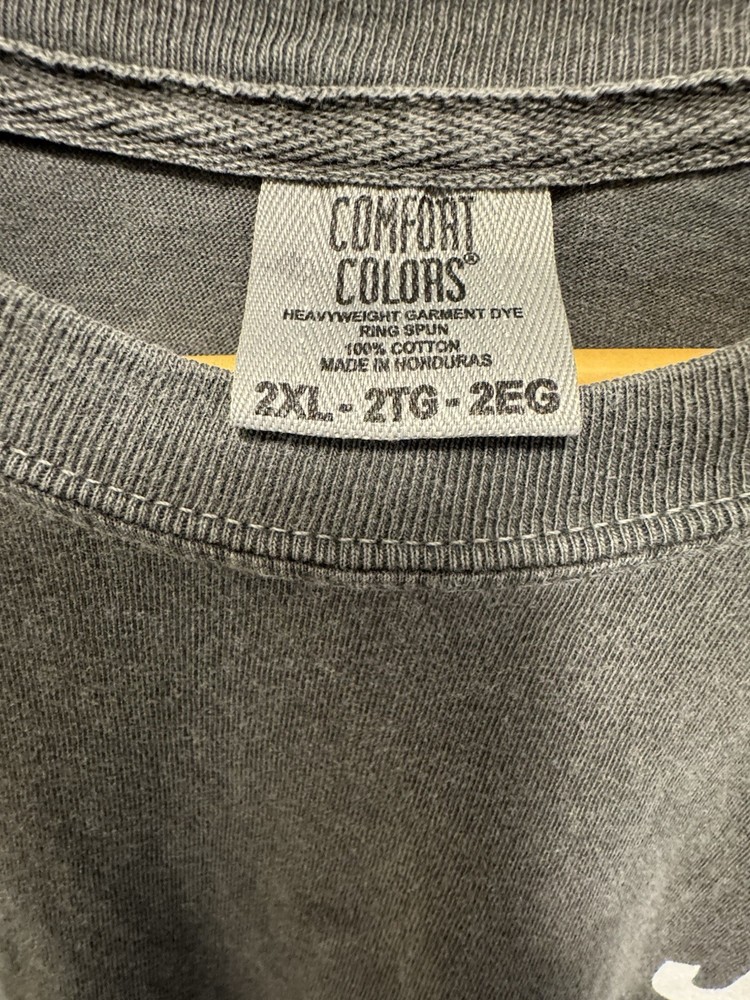 COMFORT
COLORS®
HEAVYWEIGHT GARMENT DYE
RING SPUN
100% COTTON
MADE IN HONDURAS
2XL - 2TG - 2EG